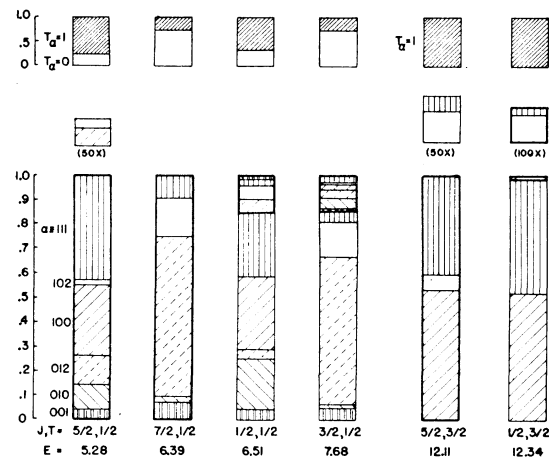 1.0
Tα=1
.5
Tα=0
0
Tα=1
(50X)
(50X)
(100X)
1.0
.9
α≡111
.8
.7
.6
102
.5
100
.4
.3
012
.2
010
.1
001
0
J,T= 5/2,1/2 7/2,1/2 1/2,1/2 3/2,1/2 5/2,3/2 1/2,3/2
E = 5.28 6.39 6.51 7.68 12.11 12.34